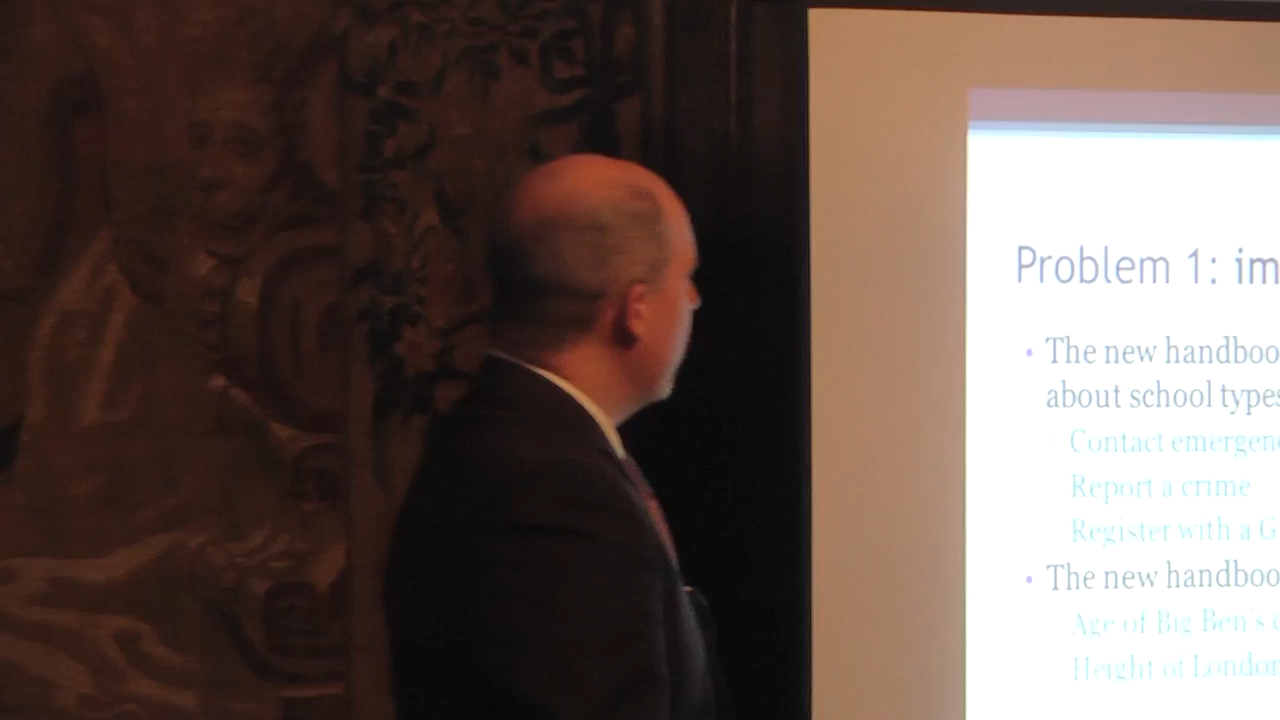 Problem 1: im
• The new handboo
about school types
Contact emergenc
Report a crime
Register with a G
• The new handboo
Age of Big Ben's c
Height of London